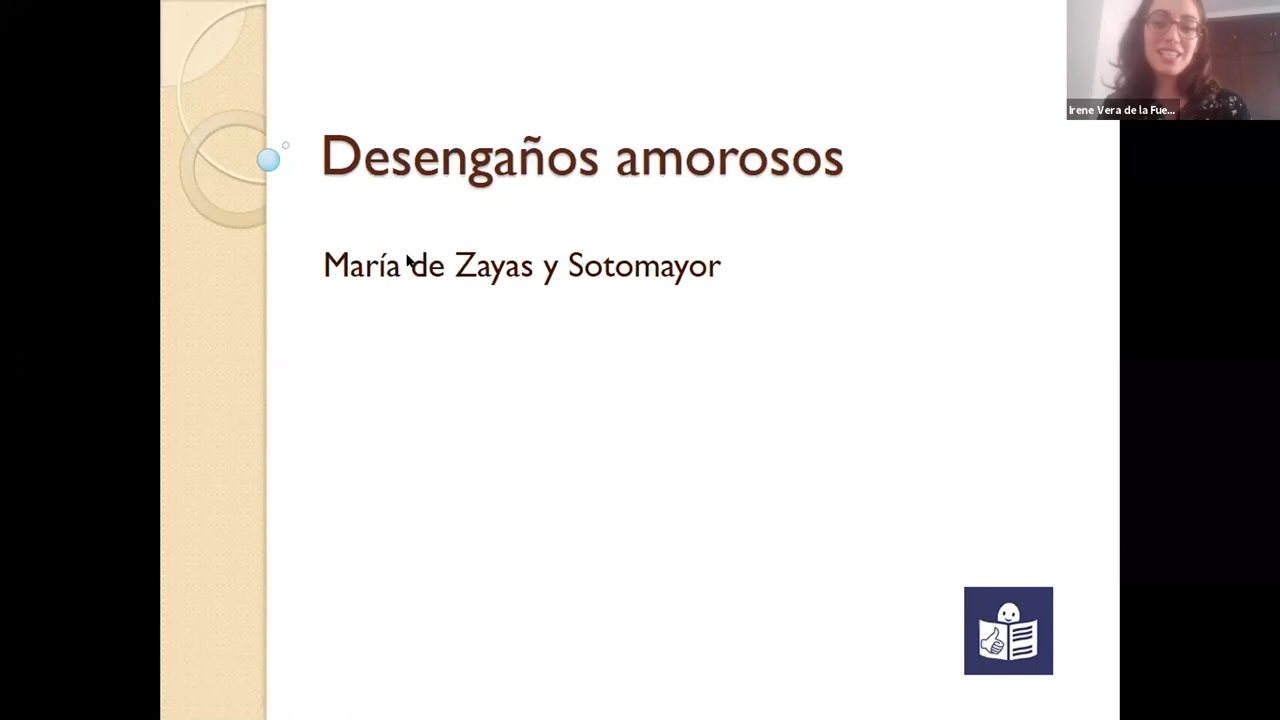 Desengaños amorosos
María de Zayas y Sotomayor
Irene Vera de la Fue...